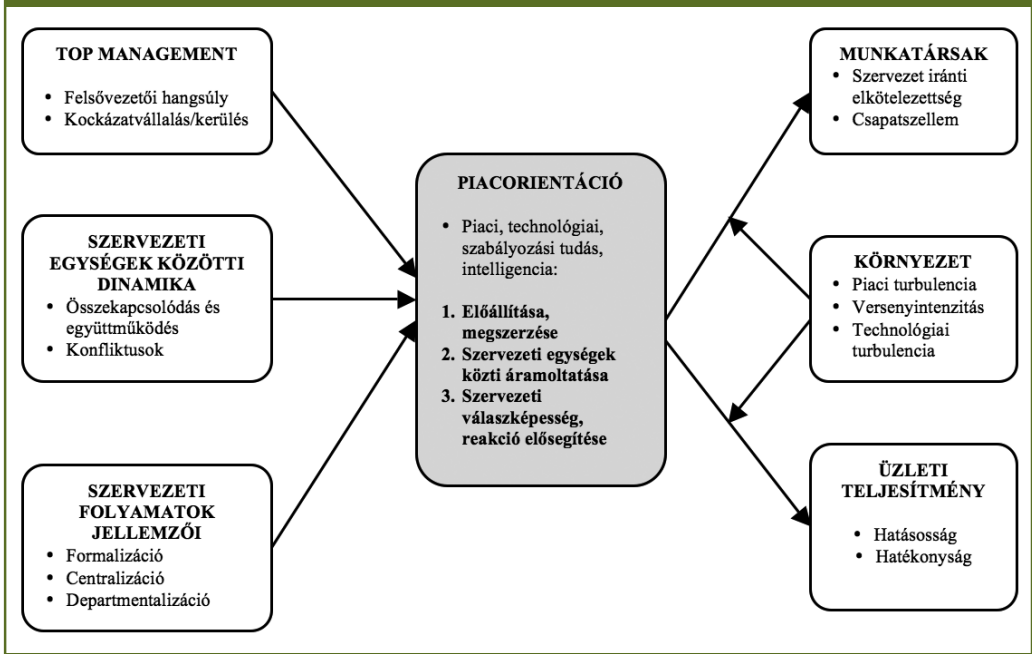 TOP MANAGEMENT
• Felsővezetői hangsúly
• Kockázatvállalás/kerülés
SZERVEZETI
EGYSÉGEK KÖZÖTTI
DINAMIKA
• Összekapcsolódás és
együttműködés
• Konfliktusok
SZERVEZETI
FOLYAMATOK
JELLEMZŐI
• Formalizáció
• Centralizáció
• Departmentalizáció
PIACORIENTÁCIÓ
• Piaci, technológiai,
szabályozási tudás,
intelligencia:
1. Előállítása,
megszerzése
2. Szervezeti egységek
közti áramoltatása
3. Szervezeti
válaszképesség,
reakció elősegítése
MUNKATÁRSAK
• Szervezet iránti
elkötelezettség
• Csapatszellem
KÖRNYEZET
• Piaci turbulencia
• Versenyintenzitás
• Technológiai
turbulencia
ÜZLETI
TELJESÍTMÉNY
• Hatásosság
• Hatékonyság